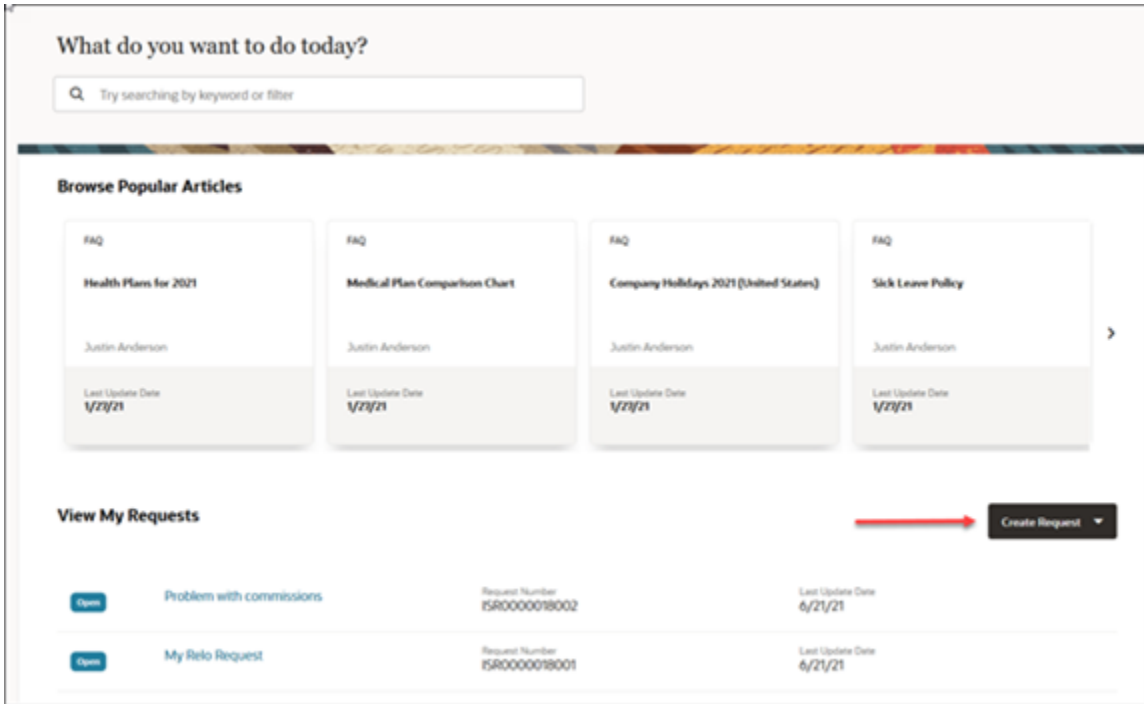 What do you want to do today?
Try searching by keyword or filter
Browse Popular Articles
FAQ
Health Plans for 2021
Justin Anderson
Last Update Date
1/27/21
FAQ
Medical Plan Comparison Chart
Justin Anderson
Last Update Date
1/27/21
FAQ
Company Holidays 2021 (United States)
Justin Anderson
Last Update Date
1/27/21
FAQ
Sick Leave Policy
Justin Anderson
Last Update Date
1/27/21
View My Requests
Create Request
Open
Problem with commissions
Request Number
ISR0000018002
Last Update Date
6/21/21
Open
My Relo Request
Request Number
ISR0000018001
Last Update Date
6/21/21